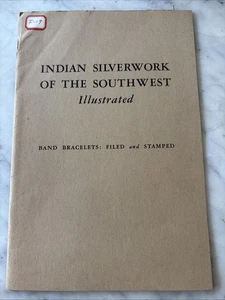 INDIAN SILVERWORK
OF THE SOUTHWEST
Illustrated
BAND BRACELETS: FILED and STAMPED